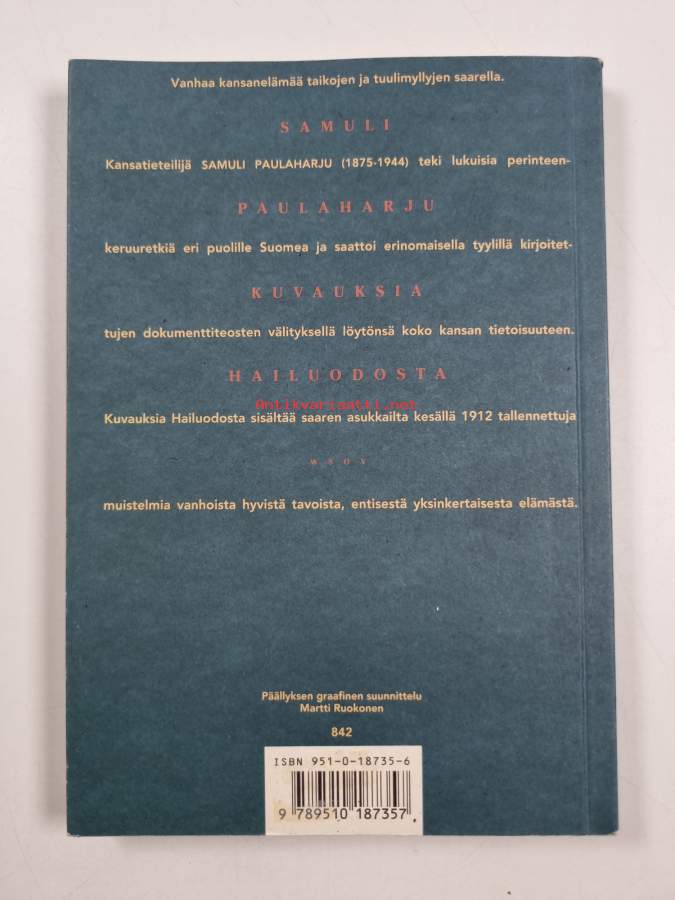 Vanhaa kansanelämää taikojen ja tuulimyllyjen saarella.
SAMULI
Kansatieteilijä SAMULI PAULAHARJU (1875-1944) teki lukuisia perinteen-
PAULAHARJU
keruuretkiä eri puolille Suomea ja saattoi erinomaisella tyylillä kirjoitet-
KUVAUKSIA
tujen dokumenttiteosten välityksellä löytönsä koko kansan tietoisuuteen.
HAILUODOSTA
Antikvariaatti.net
Kuvauksia Hailuodosta sisältää saaren asukkailta kesällä 1912 tallennettuja
WSOY
muistelmia vanhoista hyvistä tavoista, entisestä yksinkertaisesta elämästä.
Päällyksen graafinen suunnittelu
Martti Ruokonen
842
ISBN 951-0-18735-6
9 789510 187357